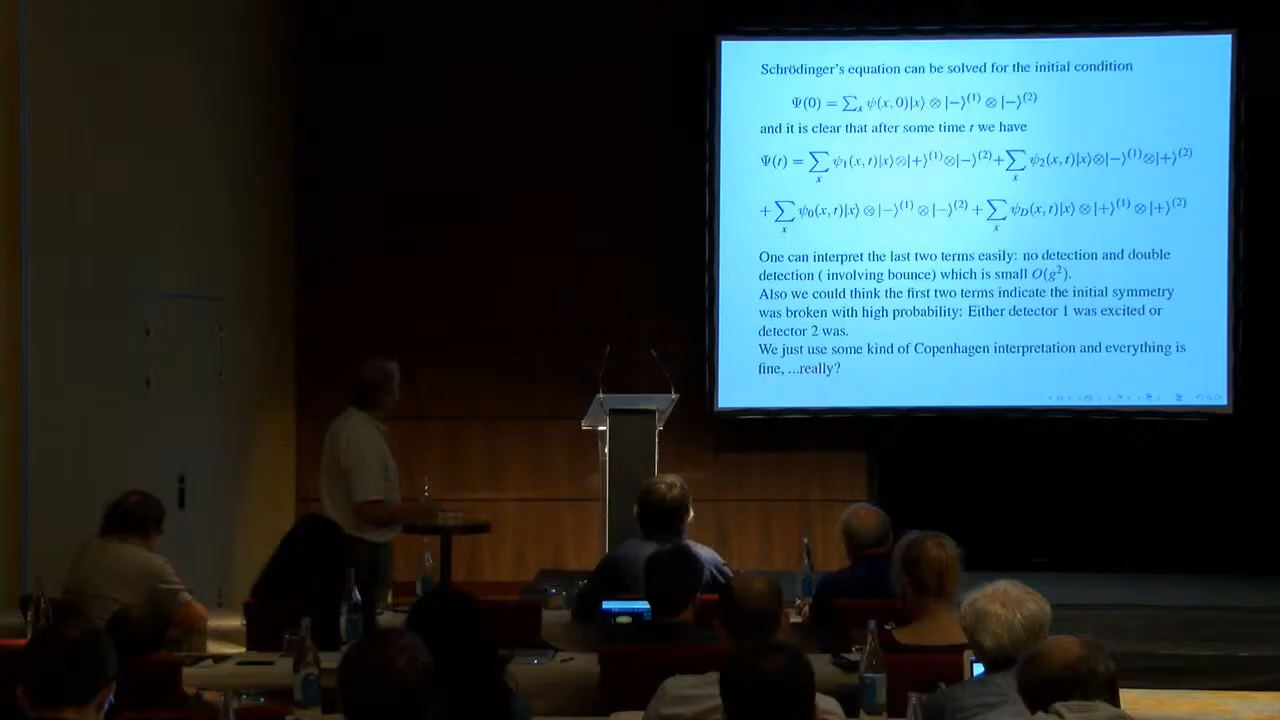 Schrödinger's equation can be solved for the initial condition
Ψ(0) = ∑ₓ ψ(x, 0)|x⟩ ⊗ |−⟩⁽¹⁾ ⊗ |−⟩⁽²⁾
and it is clear that after some time t we have
Ψ(t) = ∑ₓ ψ₁(x, t)|x⟩⊗|+⟩⁽¹⁾⊗|−⟩⁽²⁾+∑ₓ ψ₂(x, t)|x⟩⊗|−⟩⁽¹⁾⊗|+⟩⁽²⁾
+ ∑ₓ ψ₀(x, t)|x⟩ ⊗ |−⟩⁽¹⁾ ⊗ |−⟩⁽²⁾ + ∑ₓ ψ_D(x, t)|x⟩ ⊗ |+⟩⁽¹⁾ ⊗ |+⟩⁽²⁾
One can interpret the last two terms easily: no detection and double
detection ( involving bounce) which is small O(g²).
Also we could think the first two terms indicate the initial symmetry
was broken with high probability: Either detector 1 was excited or
detector 2 was.
We just use some kind of Copenhagen interpretation and everything is
fine, ...really?